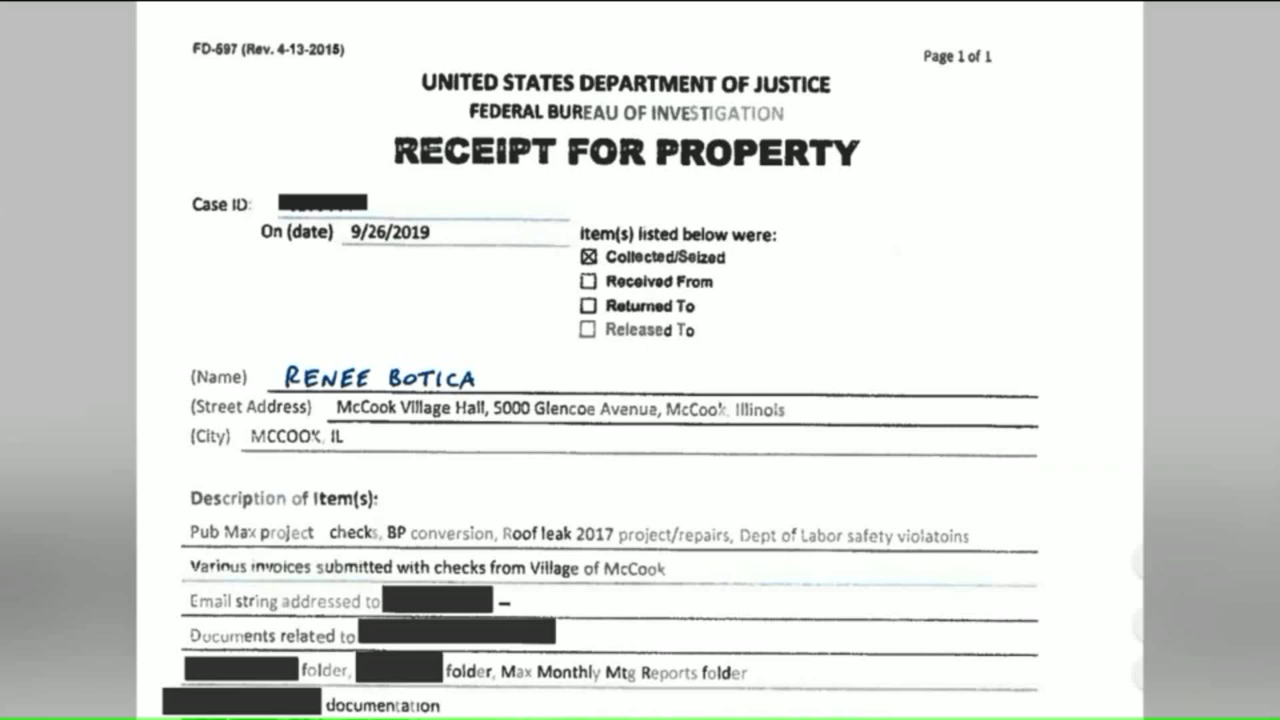 FD-597 (Rev. 4-13-2015)
Page 1 of 1
UNITED STATES DEPARTMENT OF JUSTICE
FEDERAL BUREAU OF INVESTIGATION
RECEIPT FOR PROPERTY
Case ID:
On (date) 9/26/2019
item(s) listed below were:
☒ Collected/Seized
☐ Received From
☐ Returned To
☐ Released To
(Name) RENEE BOTICA
(Street Address) McCook Village Hall, 5000 Glencoe Avenue, McCook, Illinois
(City) MCCOOK, IL
Description of Item(s):
Pub Max project checks, BP conversion, Roof leak 2017 project/repairs, Dept of Labor safety violatoins
Various invoices submitted with checks from Village of McCook
Email string addressed to –
Documents related to
folder, folder, Max Monthly Mtg Reports folder
documentation